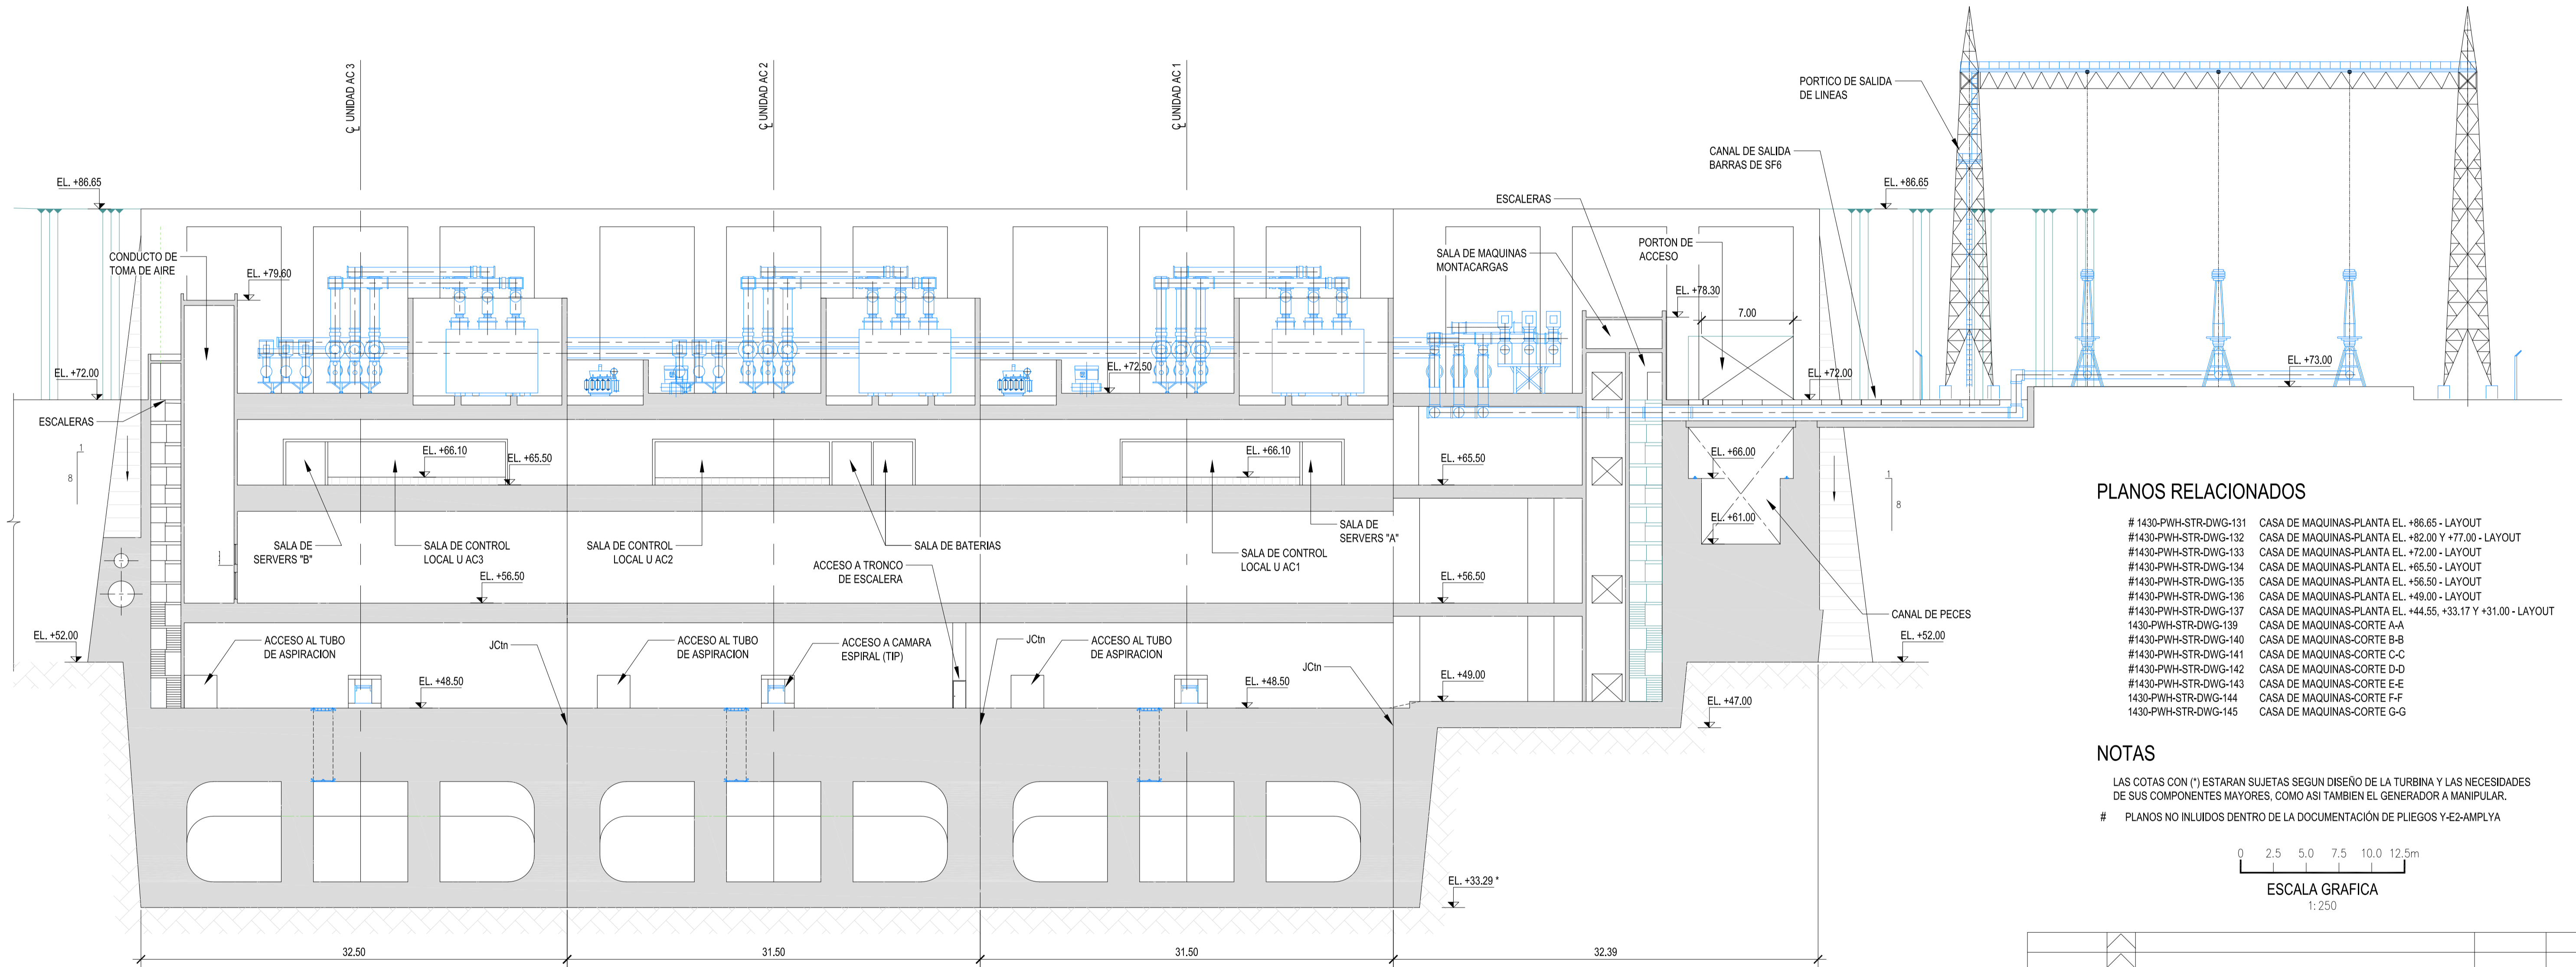 ℄ UNIDAD AC 3
℄ UNIDAD AC 2
℄ UNIDAD AC 1
PORTICO DE SALIDA
DE LINEAS
CANAL DE SALIDA
BARRAS DE SF6
EL. +86.65
EL. +86.65
ESCALERAS
CONDUCTO DE
TOMA DE AIRE
EL. +79.60
SALA DE MAQUINAS
MONTACARGAS
PORTON DE
ACCESO
EL. +78.30
7.00
EL. +72.00
EL. +72.50
EL. +72.00
EL. +73.00
ESCALERAS
1
8
EL. +66.10
EL. +65.50
EL. +66.10
EL. +65.50
EL. +66.00
1
8
EL. +61.00
SALA DE
SERVERS "B"
SALA DE CONTROL
LOCAL U AC3
SALA DE CONTROL
LOCAL U AC2
SALA DE BATERIAS
SALA DE CONTROL
LOCAL U AC1
SALA DE
SERVERS "A"
ACCESO A TRONCO
DE ESCALERA
EL. +56.50
EL. +56.50
CANAL DE PECES
EL. +52.00
EL. +52.00
ACCESO AL TUBO
DE ASPIRACION
JCtn
ACCESO AL TUBO
DE ASPIRACION
ACCESO A CAMARA
ESPIRAL (TIP)
JCtn
ACCESO AL TUBO
DE ASPIRACION
JCtn
EL. +48.50
EL. +48.50
EL. +49.00
EL. +47.00
EL. +33.29 *
32.50
31.50
31.50
32.39
PLANOS RELACIONADOS
# 1430-PWH-STR-DWG-131 CASA DE MAQUINAS-PLANTA EL. +86.65 - LAYOUT
#1430-PWH-STR-DWG-132 CASA DE MAQUINAS-PLANTA EL. +82.00 Y +77.00 - LAYOUT
#1430-PWH-STR-DWG-133 CASA DE MAQUINAS-PLANTA EL. +72.00 - LAYOUT
#1430-PWH-STR-DWG-134 CASA DE MAQUINAS-PLANTA EL. +65.50 - LAYOUT
#1430-PWH-STR-DWG-135 CASA DE MAQUINAS-PLANTA EL. +56.50 - LAYOUT
#1430-PWH-STR-DWG-136 CASA DE MAQUINAS-PLANTA EL. +49.00 - LAYOUT
#1430-PWH-STR-DWG-137 CASA DE MAQUINAS-PLANTA EL. +44.55, +33.17 Y +31.00 - LAYOUT
1430-PWH-STR-DWG-139 CASA DE MAQUINAS-CORTE A-A
#1430-PWH-STR-DWG-140 CASA DE MAQUINAS-CORTE B-B
#1430-PWH-STR-DWG-141 CASA DE MAQUINAS-CORTE C-C
#1430-PWH-STR-DWG-142 CASA DE MAQUINAS-CORTE D-D
#1430-PWH-STR-DWG-143 CASA DE MAQUINAS-CORTE E-E
1430-PWH-STR-DWG-144 CASA DE MAQUINAS-CORTE F-F
1430-PWH-STR-DWG-145 CASA DE MAQUINAS-CORTE G-G
NOTAS
LAS COTAS CON (*) ESTARAN SUJETAS SEGUN DISEÑO DE LA TURBINA Y LAS NECESIDADES
DE SUS COMPONENTES MAYORES, COMO ASI TAMBIEN EL GENERADOR A MANIPULAR.
# PLANOS NO INLUIDOS DENTRO DE LA DOCUMENTACIÓN DE PLIEGOS Y-E2-AMPLYA
0 2.5 5.0 7.5 10.0 12.5m
ESCALA GRAFICA
1: 250